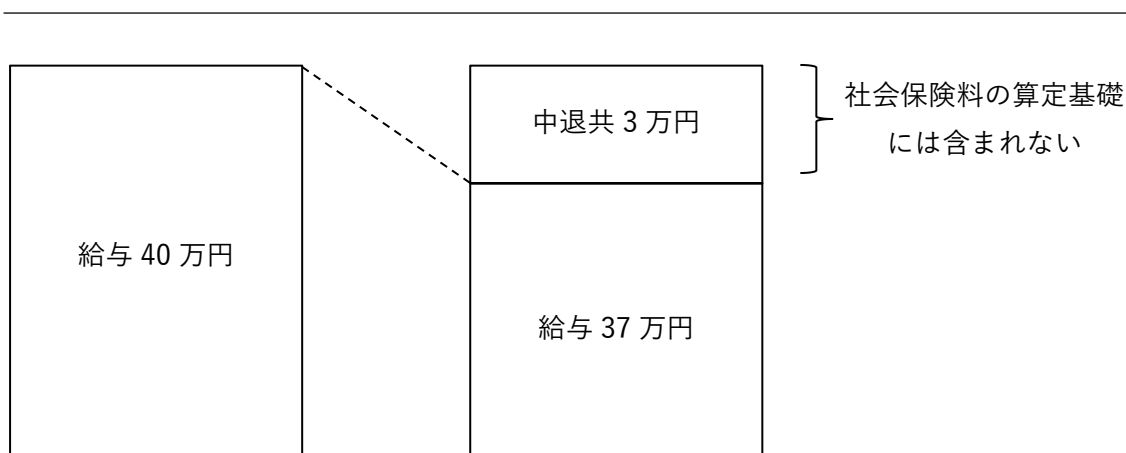 中退共 3 万円
社会保険料の算定基礎
には含まれない
給与 40 万円
給与 37 万円